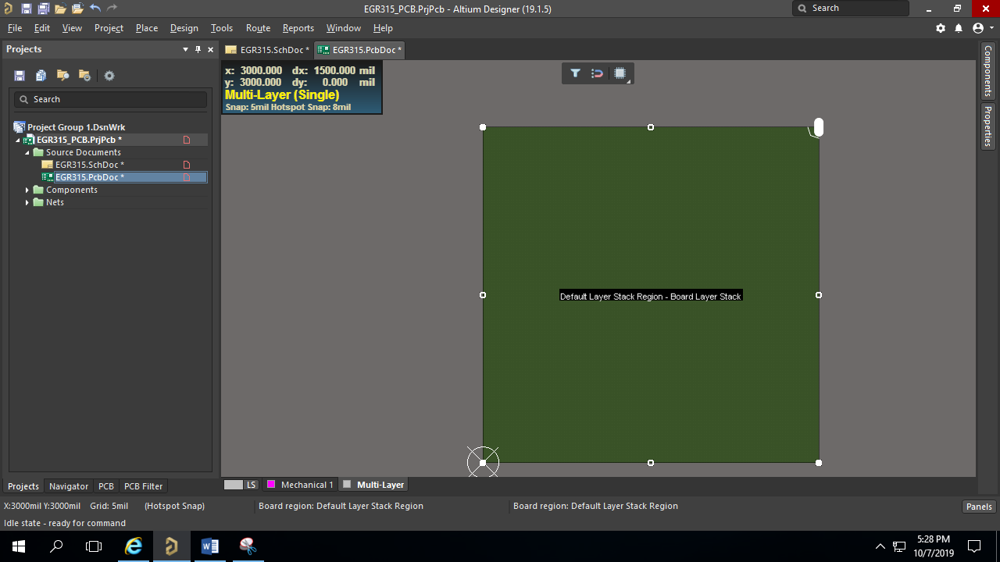 EGR315_PCB.PrjPcb - Altium Designer (19.1.5)
Search
File Edit View Project Place Design Tools Route Reports Window Help
Projects
EGR315.SchDoc *
EGR315.PcbDoc *
x: 3000.000 dx: 1500.000 mil
y: 3000.000 dy: 0.000 mil
Multi-Layer (Single)
Snap: 5mil Hotspot Snap: 8mil
Search
Project Group 1.DsnWrk
EGR315_PCB.PrjPcb *
Source Documents
EGR315.SchDoc *
EGR315.PcbDoc *
Components
Nets
Default Layer Stack Region - Board Layer Stack
Components
Properties
Projects Navigator PCB PCB Filter
LS Mechanical 1 Multi-Layer
X:3000mil Y:3000mil Grid: 5mil (Hotspot Snap) Board region: Default Layer Stack Region Board region: Default Layer Stack Region Panels
Idle state - ready for command
5:28 PM
10/7/2019